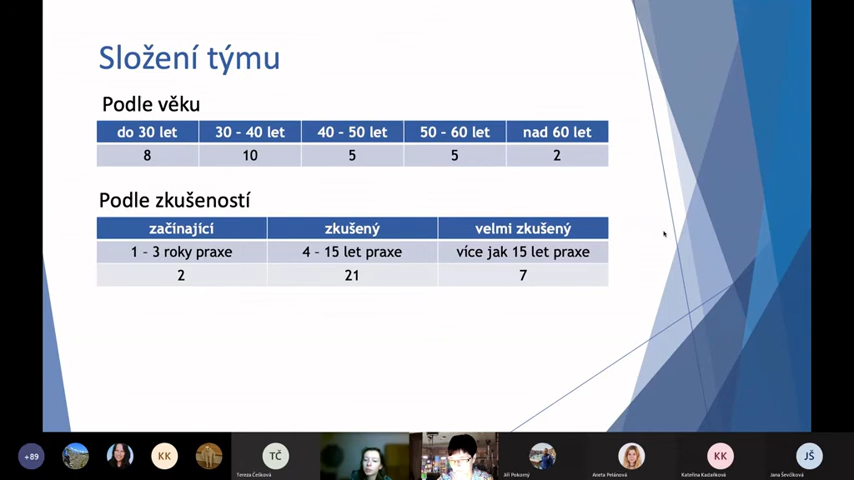 Složení týmu
Podle věku
do 30 let 30 – 40 let 40 – 50 let 50 – 60 let nad 60 let
8 10 5 5 2
Podle zkušeností
začínající zkušený velmi zkušený
1 – 3 roky praxe 4 – 15 let praxe více jak 15 let praxe
2 21 7
+89 KK TČ KK JŠ
Tereza Češková Jiří Pokorný Aneta Petánová Kateřina Kastelková Jana Ševčíková